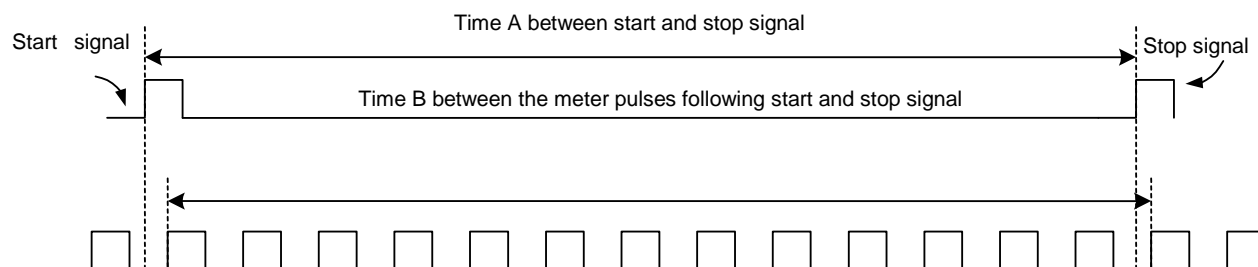 Time A between start and stop signal
Start signal
Stop signal
Time B between the meter pulses following start and stop signal